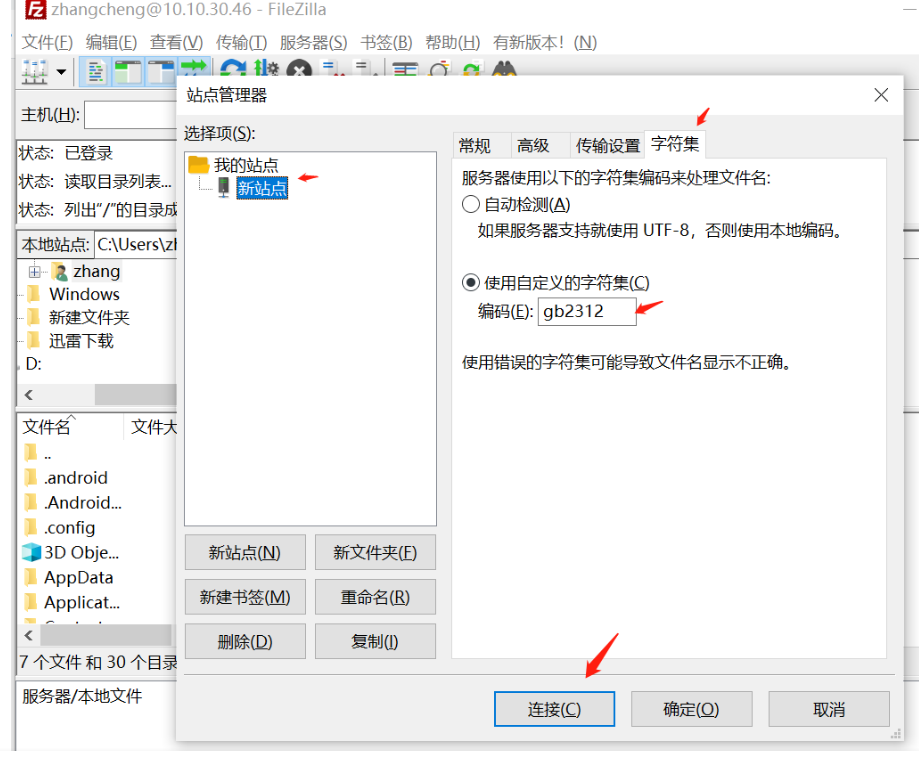 zhangcheng@10.10.30.46 - FileZilla
文件(F) 编辑(E) 查看(V) 传输(T) 服务器(S) 书签(B) 帮助(H) 有新版本！(N)
站点管理器
主机(H):
选择项(S):
我的站点
新站点
常规 高级 传输设置 字符集
服务器使用以下的字符集编码来处理文件名:
自动检测(A)
如果服务器支持就使用 UTF-8，否则使用本地编码。
使用自定义的字符集(C)
编码(E): gb2312
使用错误的字符集可能导致文件名显示不正确。
状态: 已登录
状态: 读取目录列表...
状态: 列出“/”的目录成
本地站点: C:\Users\zh
zhang
Windows
新建文件夹
迅雷下载
D:
文件名 文件大
..
.android
.Android...
.config
3D Obje...
AppData
Applicat...
7 个文件 和 30 个目录
服务器/本地文件
新站点(N) 新文件夹(F)
新建书签(M) 重命名(R)
删除(D) 复制(I)
连接(C) 确定(O) 取消